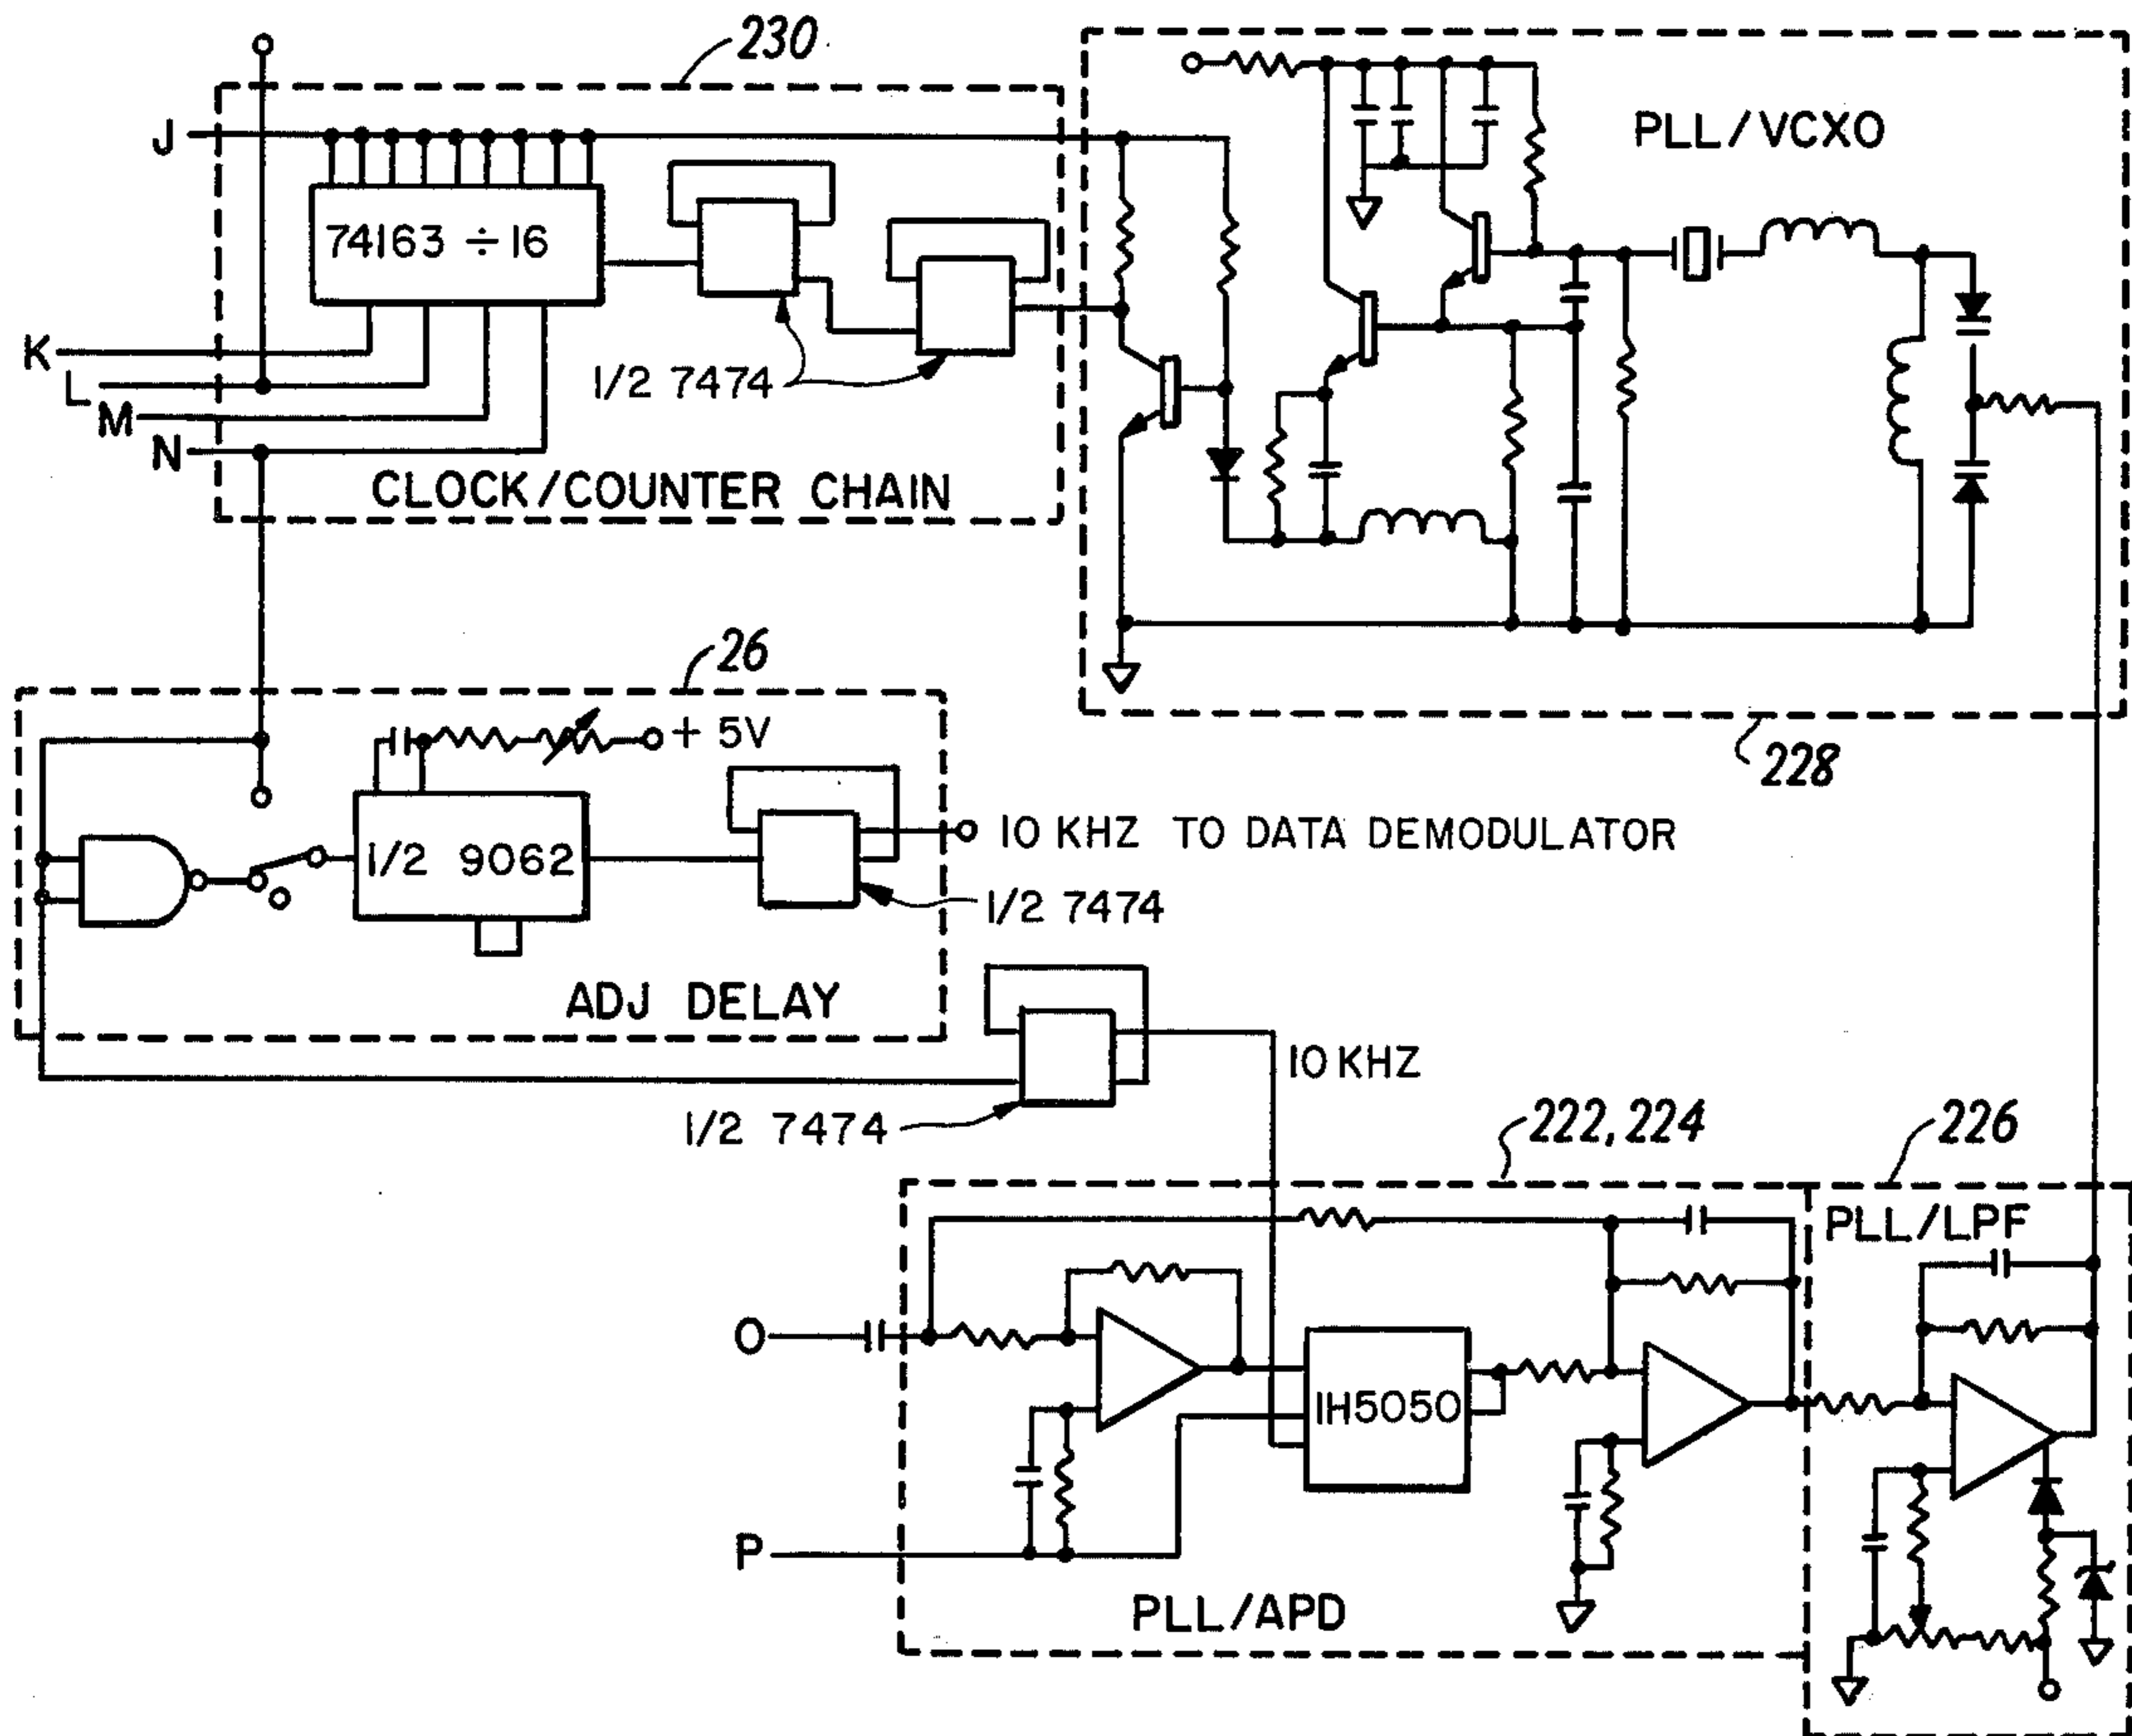 230
J
PLL/VCXO
74163 ÷ 16
K
L
M
N
1/2 7474
CLOCK/COUNTER CHAIN
26
+ 5V
228
1/2 9062
10 KHZ TO DATA DEMODULATOR
1/2 7474
ADJ DELAY
10 KHZ
1/2 7474
222, 224
226
PLL/LPF
O
IH5050
P
PLL/APD